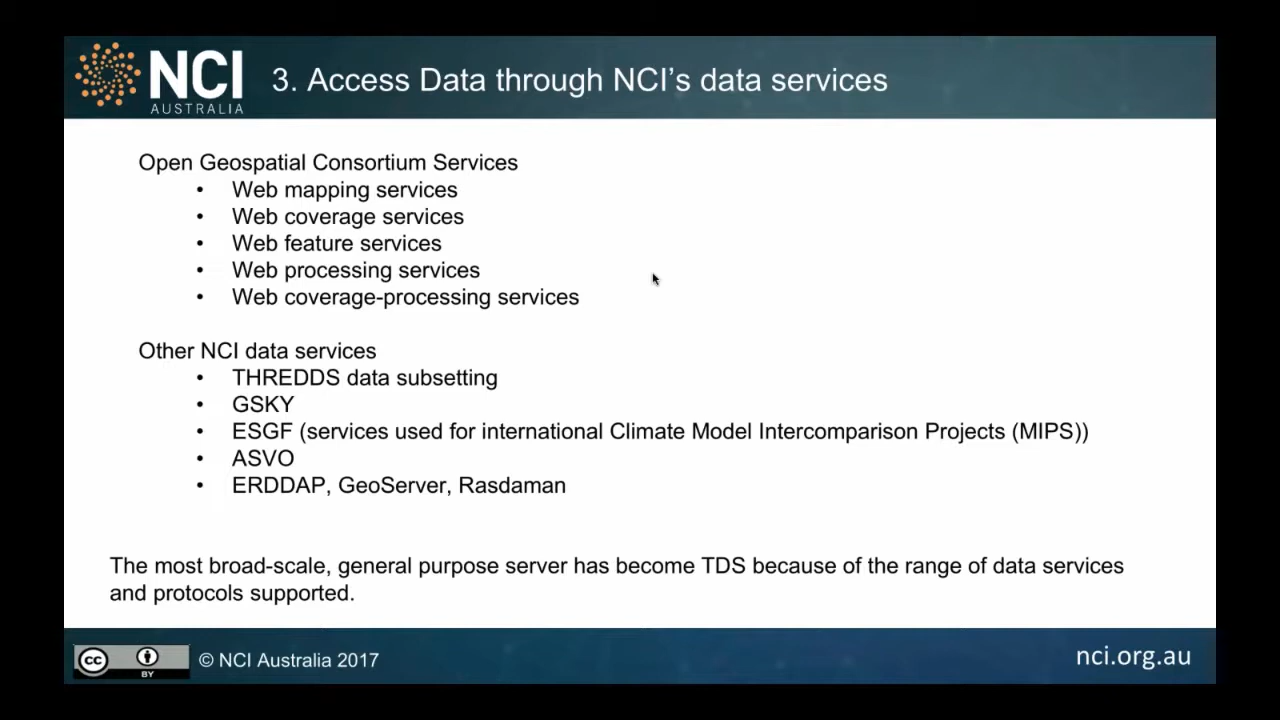 NCI
AUSTRALIA
3. Access Data through NCI's data services
Open Geospatial Consortium Services
• Web mapping services
• Web coverage services
• Web feature services
• Web processing services
• Web coverage-processing services
Other NCI data services
• THREDDS data subsetting
• GSKY
• ESGF (services used for international Climate Model Intercomparison Projects (MIPS))
• ASVO
• ERDDAP, GeoServer, Rasdaman
The most broad-scale, general purpose server has become TDS because of the range of data services
and protocols supported.
cc
BY
© NCI Australia 2017
nci.org.au